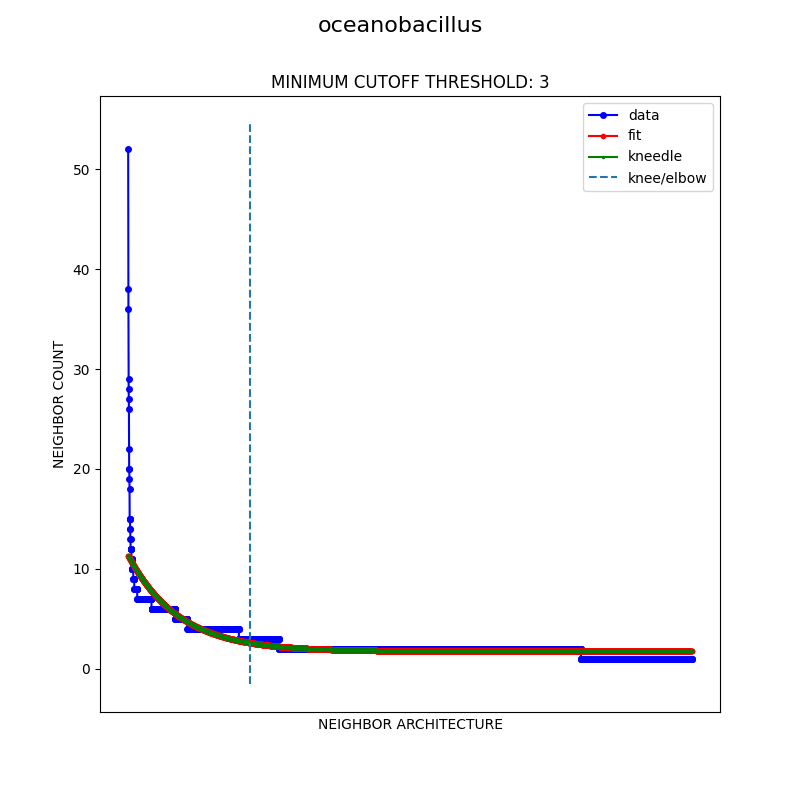 oceanobacillus
MINIMUM CUTOFF THRESHOLD: 3
data
fit
kneedle
knee/elbow
50
40
30
20
10
0
NEIGHBOR COUNT
NEIGHBOR ARCHITECTURE